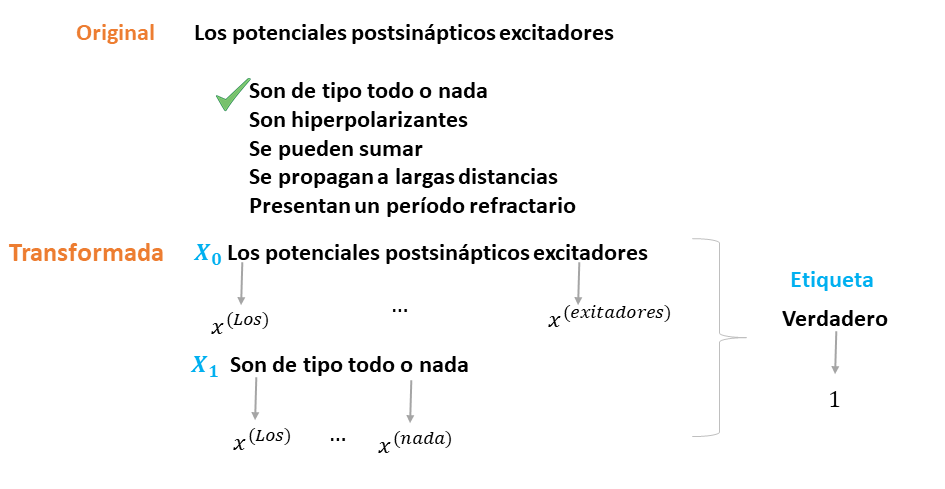 Original Los potenciales postsinápticos excitadores
Son de tipo todo o nada
Son hiperpolarizantes
Se pueden sumar
Se propagan a largas distancias
Presentan un período refractario
Transformada X₀ Los potenciales postsinápticos excitadores
x^(Los) ... x^(exitadores)
X₁ Son de tipo todo o nada
x^(Los) ... x^(nada)
Etiqueta
Verdadero
1